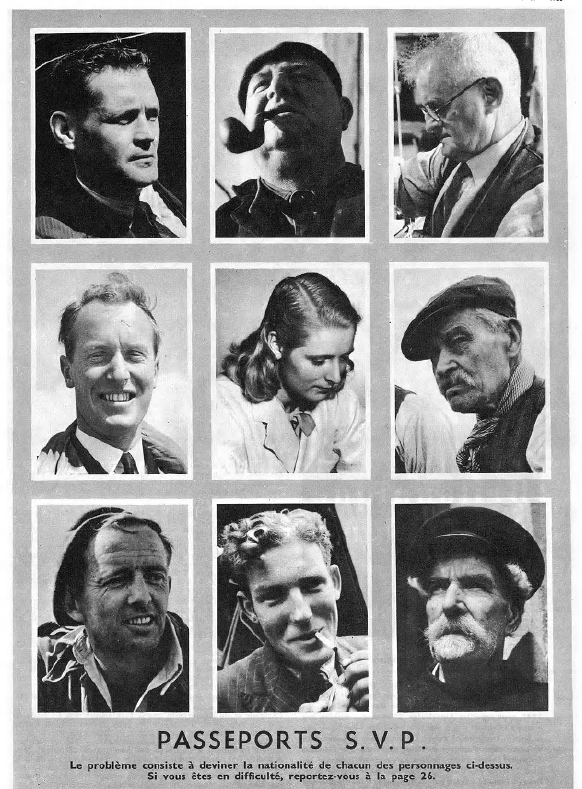 PASSEPORTS S.V.P.
Le problème consiste à deviner la nationalité de chacun des personnages ci-dessus.
Si vous êtes en difficulté, reportez-vous à la page 26.